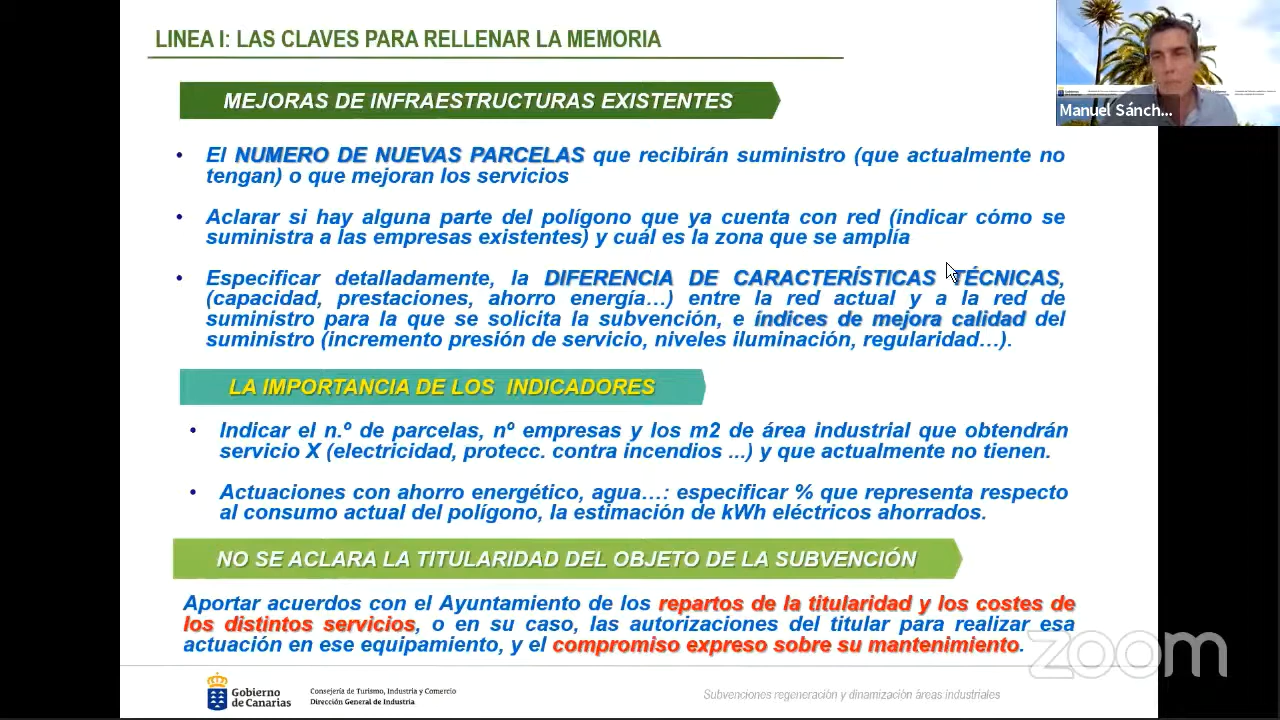 LINEA I: LAS CLAVES PARA RELLENAR LA MEMORIA
Manuel Sánch...
MEJORAS DE INFRAESTRUCTURAS EXISTENTES
• El NUMERO DE NUEVAS PARCELAS que recibirán suministro (que actualmente no
tengan) o que mejoran los servicios
• Aclarar si hay alguna parte del polígono que ya cuenta con red (indicar cómo se
suministra a las empresas existentes) y cuál es la zona que se amplía
• Especificar detalladamente, la DIFERENCIA DE CARACTERÍSTICAS TÉCNICAS,
(capacidad, prestaciones, ahorro energía...) entre la red actual y a la red de
suministro para la que se solicita la subvención, e índices de mejora calidad del
suministro (incremento presión de servicio, niveles iluminación, regularidad...).
LA IMPORTANCIA DE LOS INDICADORES
• Indicar el n.º de parcelas, nº empresas y los m2 de área industrial que obtendrán
servicio X (electricidad, protecc. contra incendios ...) y que actualmente no tienen.
• Actuaciones con ahorro energético, agua...: especificar % que representa respecto
al consumo actual del polígono, la estimación de kWh eléctricos ahorrados.
NO SE ACLARA LA TITULARIDAD DEL OBJETO DE LA SUBVENCIÓN
Aportar acuerdos con el Ayuntamiento de los repartos de la titularidad y los costes de
los distintos servicios, o en su caso, las autorizaciones del titular para realizar esa
actuación en ese equipamiento, y el compromiso expreso sobre su mantenimiento.
zoom
Gobierno
de Canarias
Consejería de Turismo, Industria y Comercio
Dirección General de Industria
Subvenciones regeneración y dinamización áreas industriales